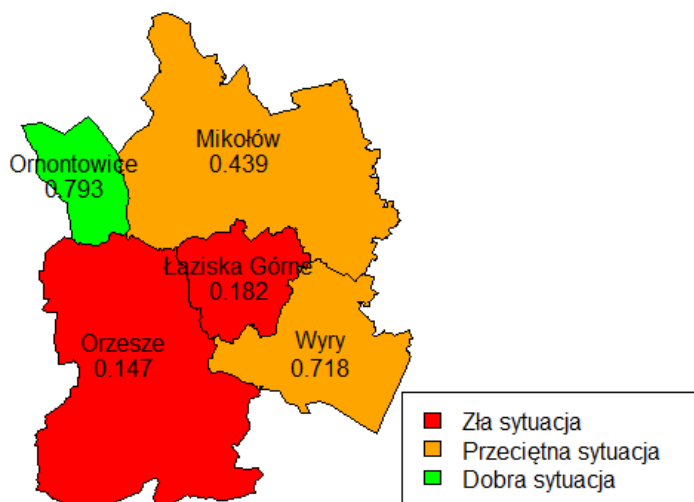 Mikołów
0.439
Ornontowice
0.793
Łaziska Górne
0.182
Orzesze
0.147
Wyry
0.718
Zła sytuacja
Przeciętna sytuacja
Dobra sytuacja